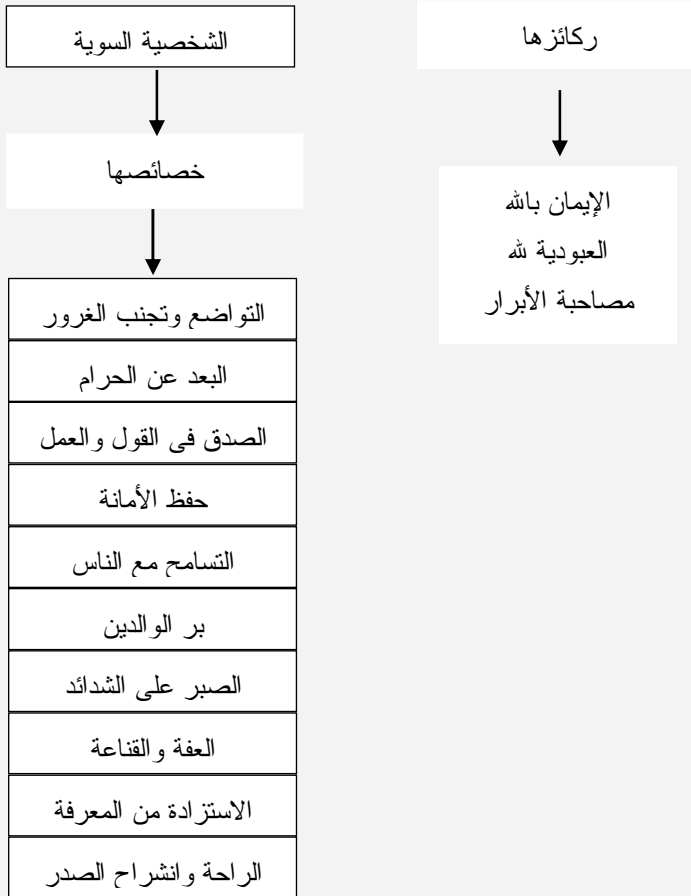 ركائزها
الإيمان بالله
العبودية لله
مصاحبة الأبرار
الشخصية السوية
خصائصها
التواضع وتجنب الغرور
البعد عن الحرام
الصدق فى القول والعمل
حفظ الأمانة
التسامح مع الناس
بر الوالدين
الصبر على الشدائد
العفة والقناعة
الاستزادة من المعرفة
الراحة وانشراح الصدر